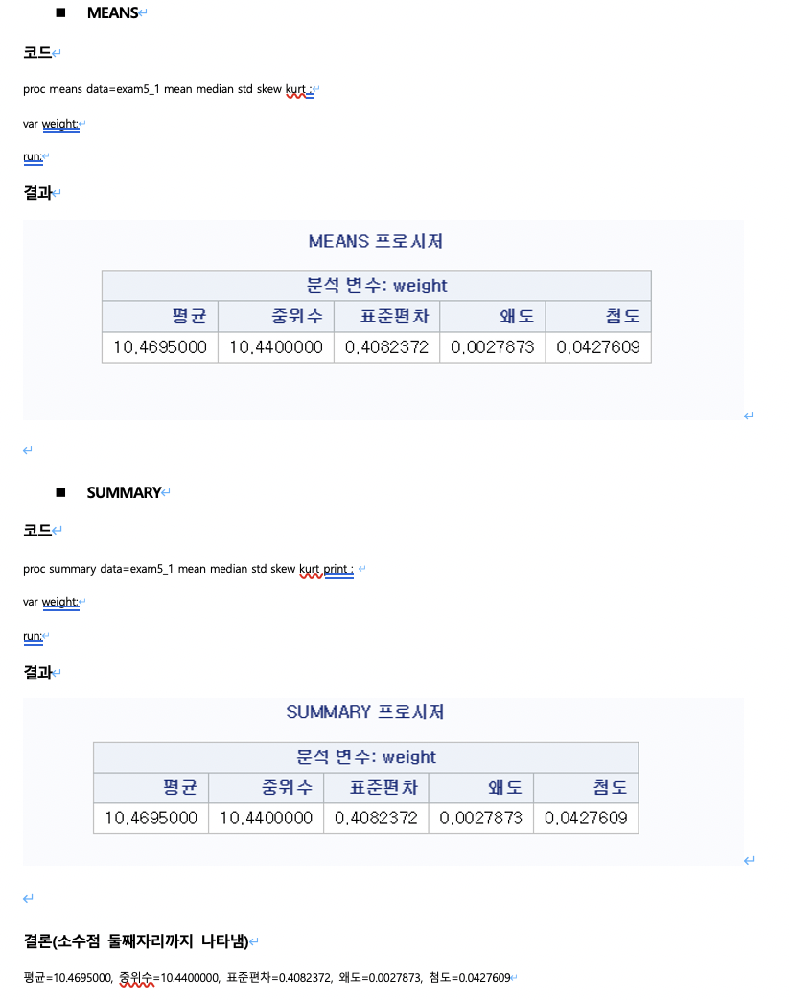 ■ MEANS
코드
proc means data=exam5_1 mean median std skew kurt ;
var weight;
run;
결과
MEANS 프로시저
분석 변수: weight
평균 중위수 표준편차 왜도 첨도
10.4695000 10.4400000 0.4082372 0.0027873 0.0427609
■ SUMMARY
코드
proc summary data=exam5_1 mean median std skew kurt print ;
var weight;
run;
결과
SUMMARY 프로시저
분석 변수: weight
평균 중위수 표준편차 왜도 첨도
10.4695000 10.4400000 0.4082372 0.0027873 0.0427609
결론(소수점 둘째자리까지 나타냄)
평균=10.4695000, 중위수=10.4400000, 표준편차=0.4082372, 왜도=0.0027873, 첨도=0.0427609